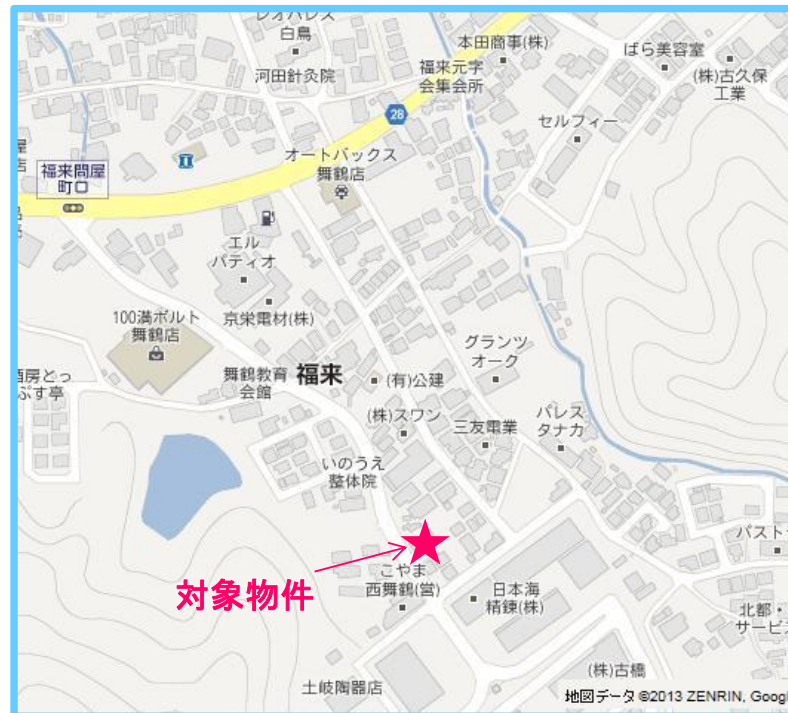 レオパレス
白鳥
本田商事(株)
ばら美容室
(株)古久保
工業
河田針灸院
福来元字
会集会所
28
セルフィー
オートバックス
舞鶴店
福来問屋
町口
エル
パティオ
100満ボルト
舞鶴店
京栄電材(株)
グランツ
オーク
舞鶴教育
会館
福来
(有)公建
酒房とっ
ぷす亭
(株)スワン
三友電業
パレス
タナカ
いのうえ
整体院
対象物件
こやま
西舞鶴(営)
日本海
精錬(株)
パスト
北都・
サービ
土岐陶器店
(株)古橋
地図データ ©2013 ZENRIN, Googl